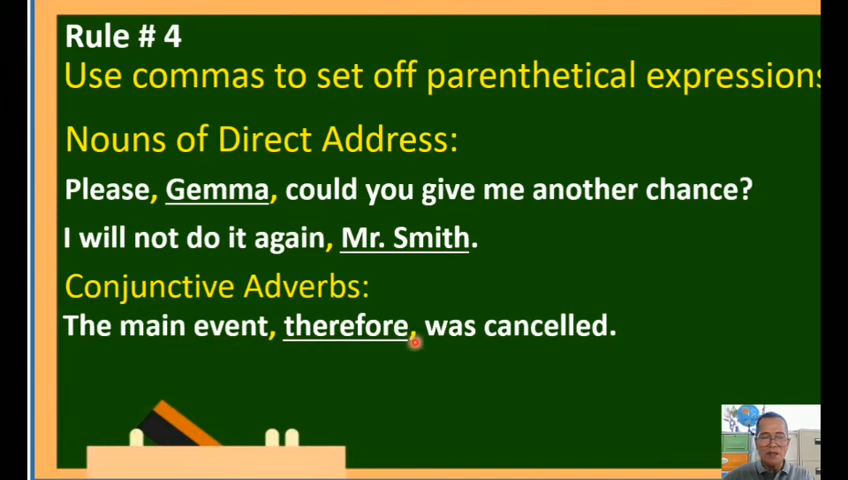 Rule # 4
Use commas to set off parenthetical expressions
Nouns of Direct Address:
Please, Gemma, could you give me another chance?
I will not do it again, Mr. Smith.
Conjunctive Adverbs:
The main event, therefore, was cancelled.